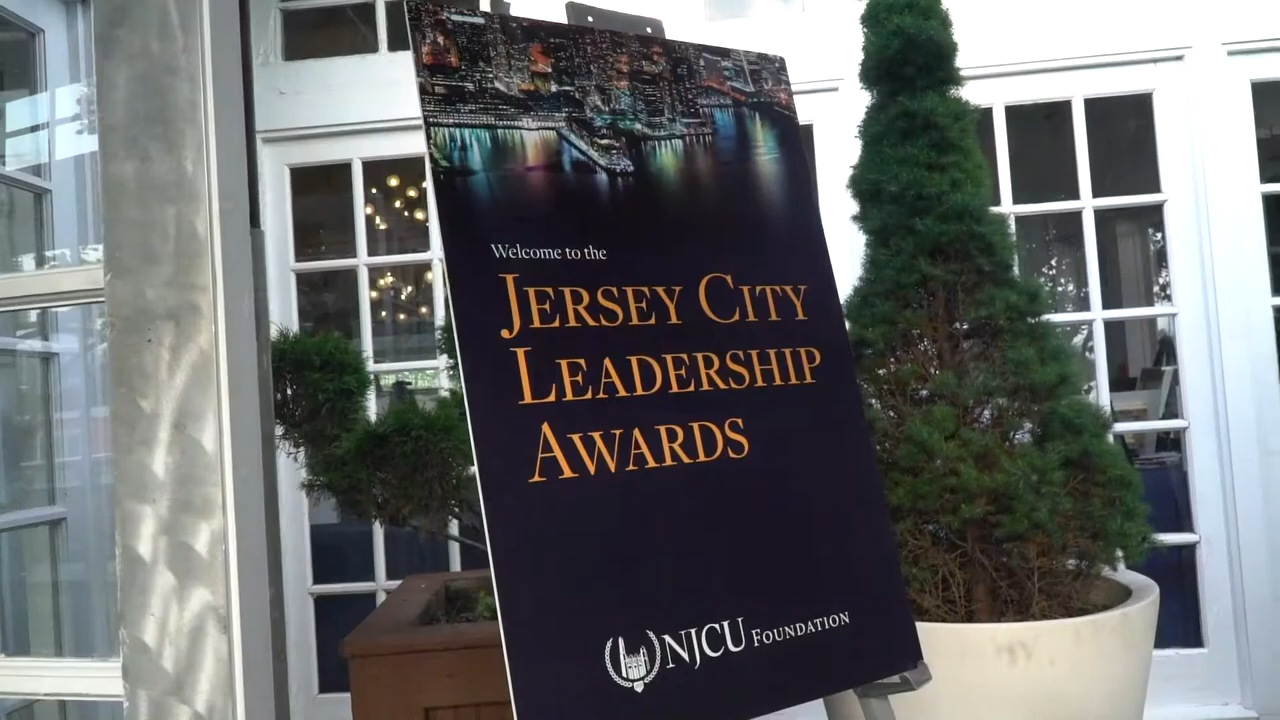 Welcome to the
JERSEY CITY
LEADERSHIP
AWARDS
NJCU FOUNDATION